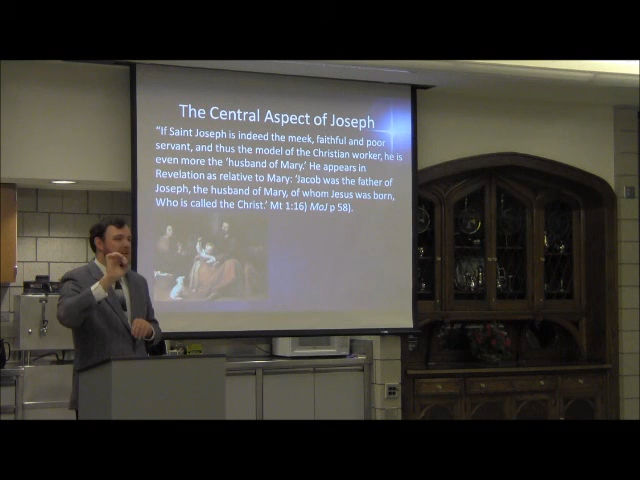 The Central Aspect of Joseph
“If Saint Joseph is indeed the meek, faithful and poor
servant, and thus the model of the Christian worker, he is
even more the ‘husband of Mary.’ He appears in
Revelation as relative to Mary: ‘Jacob was the father of
Joseph, the husband of Mary, of whom Jesus was born,
Who is called the Christ.’ Mt 1:16) MoJ p 58).